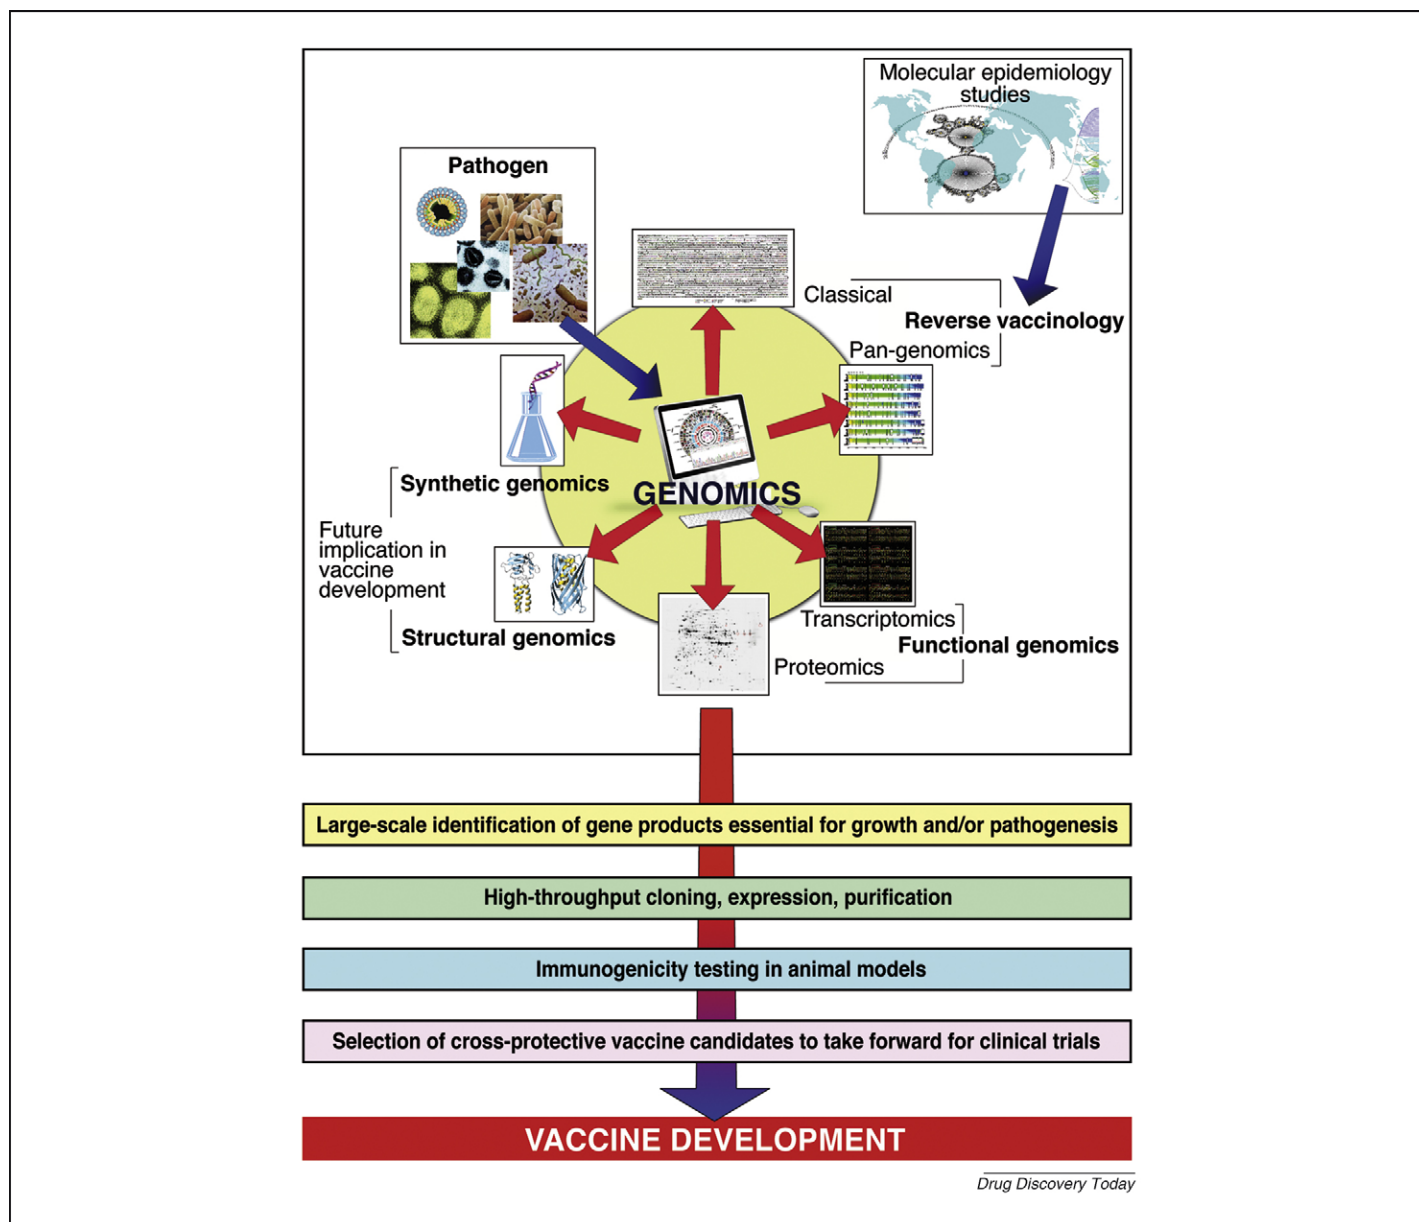 Molecular epidemiology
studies
Pathogen
Classical
Reverse vaccinology
Pan-genomics
Synthetic genomics
GENOMICS
Future
implication in
vaccine
development
Structural genomics
Transcriptomics
Functional genomics
Proteomics
Large-scale identification of gene products essential for growth and/or pathogenesis
High-throughput cloning, expression, purification
Immunogenicity testing in animal models
Selection of cross-protective vaccine candidates to take forward for clinical trials
VACCINE DEVELOPMENT
Drug Discovery Today